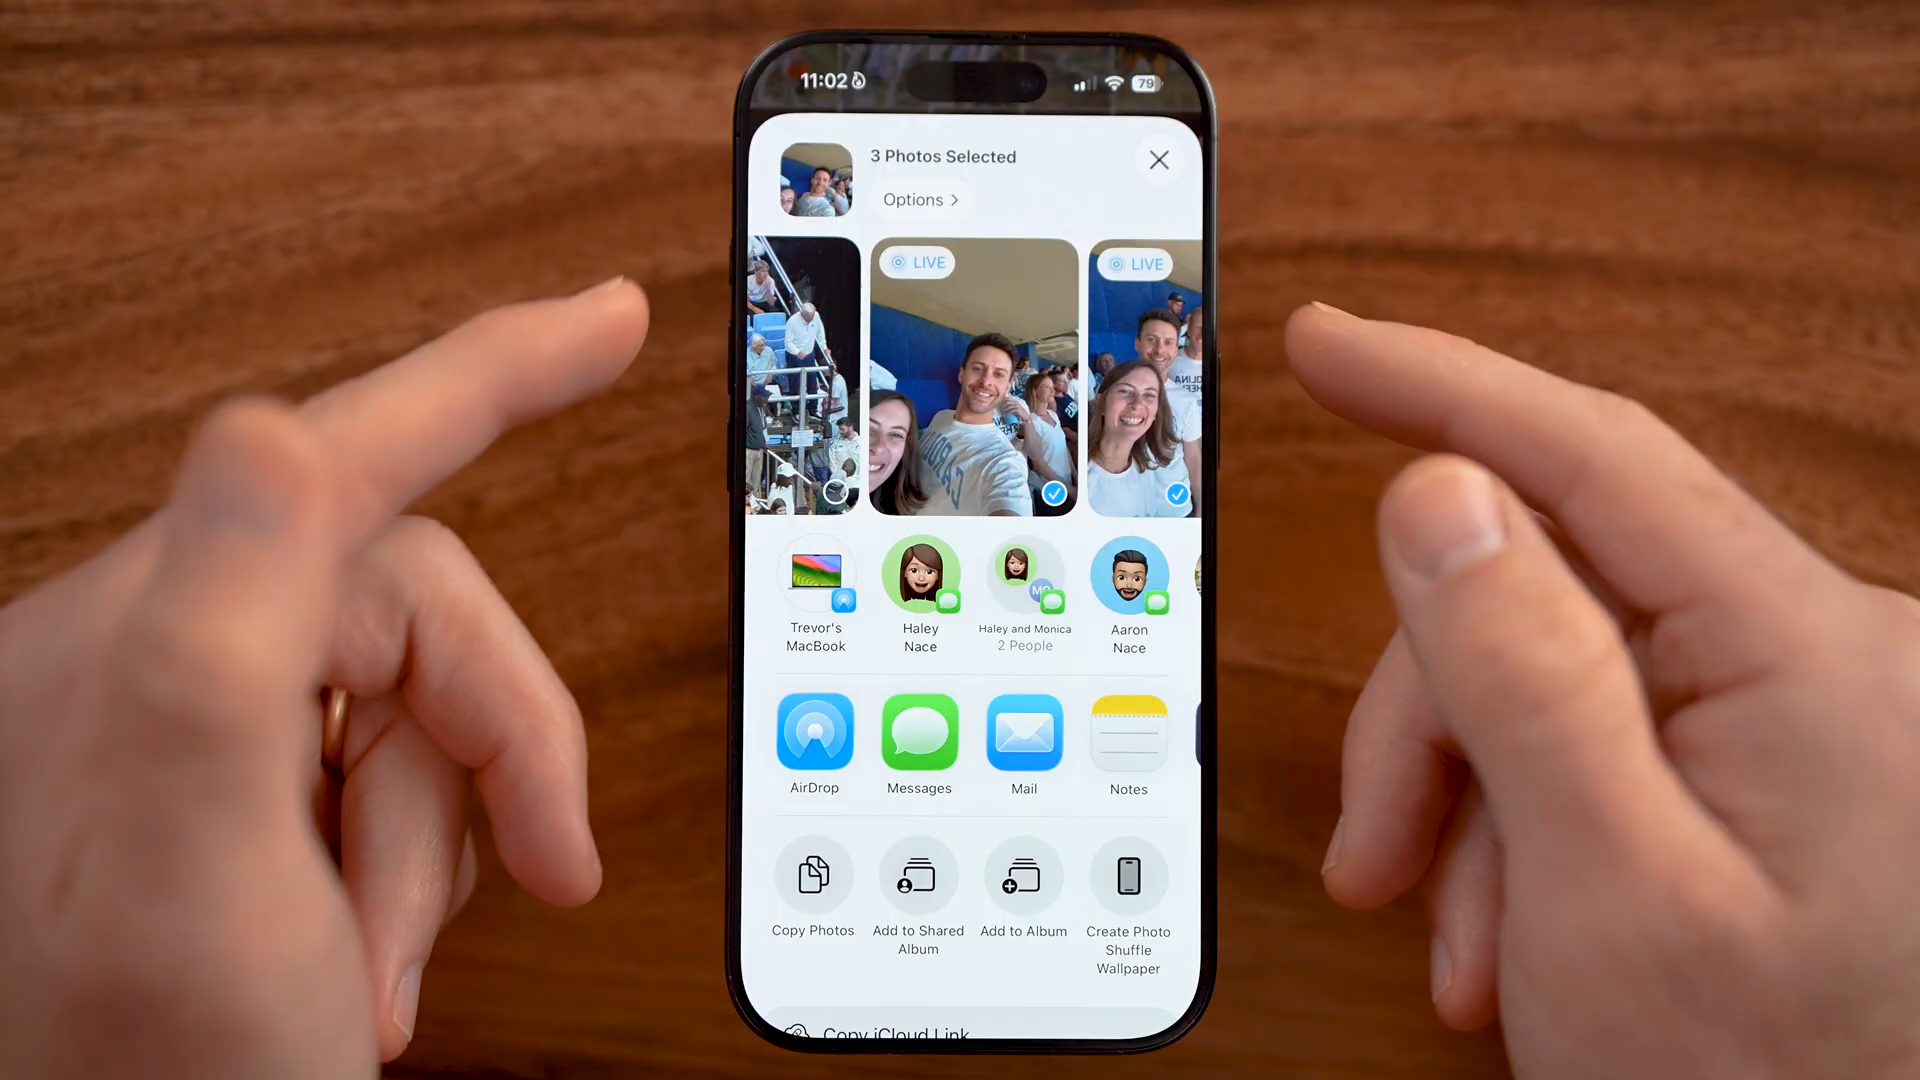 11:02
79
3 Photos Selected
Options
LIVE
LIVE
CAROLINA
Trevor's
MacBook
Haley
Nace
MO
Haley and Monica
2 People
Aaron
Nace
AirDrop
Messages
Mail
Notes
Copy Photos
Add to Shared
Album
Add to Album
Create Photo
Shuffle
Wallpaper
Copy iCloud Link